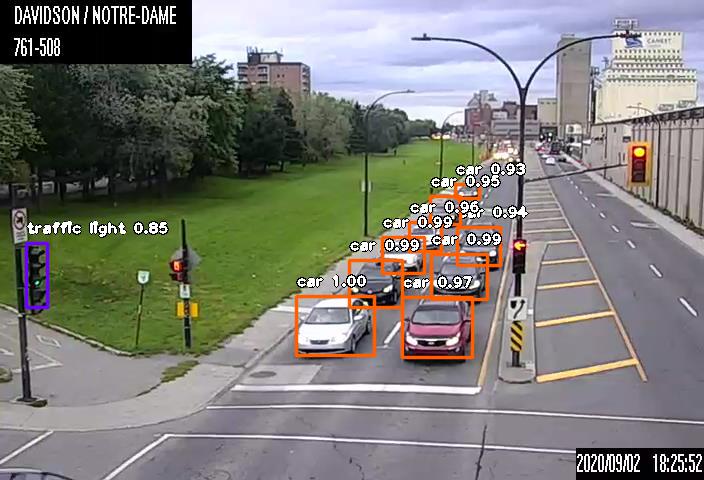 DAVIDSON / NOTRE-DAME
761-508
CANEST
car 0.93
car 0.95
car 0.96
car 0.94
car 0.99
car 0.99
car 0.99
traffic light 0.85
car 1.00
car 0.97
2020/09/02 18:25:52